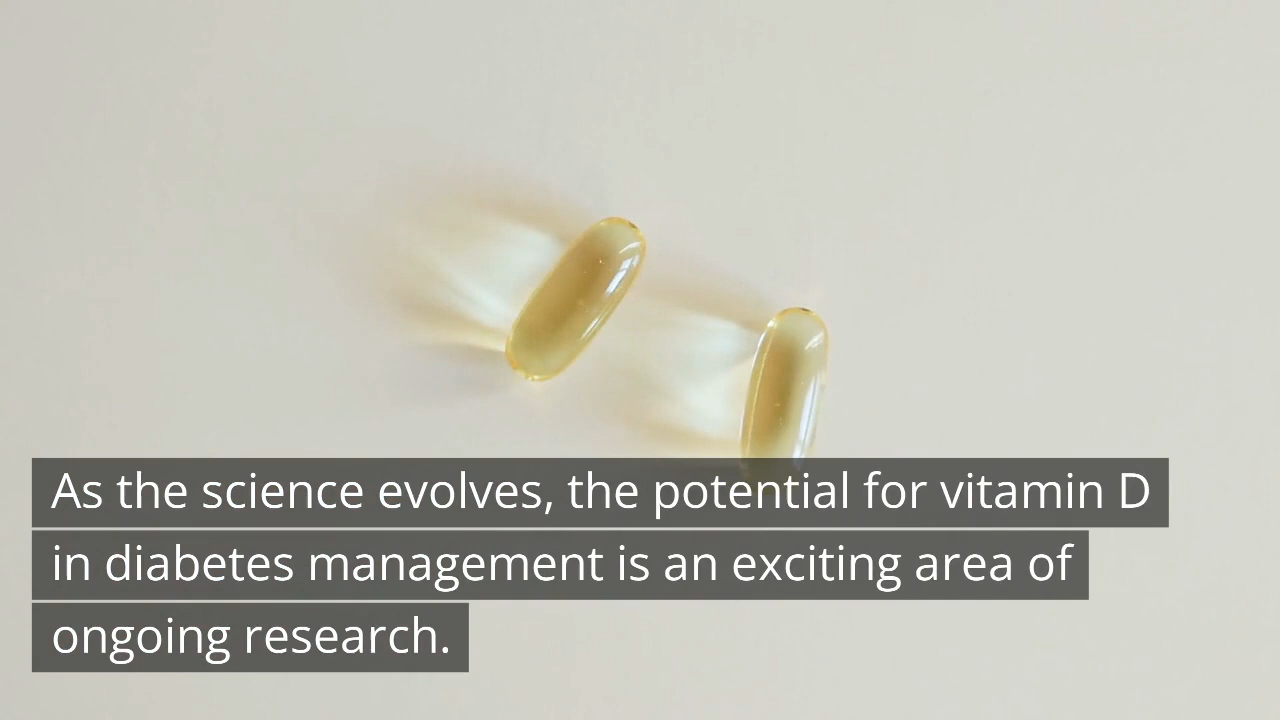 As the science evolves, the potential for vitamin D
in diabetes management is an exciting area of
ongoing research.